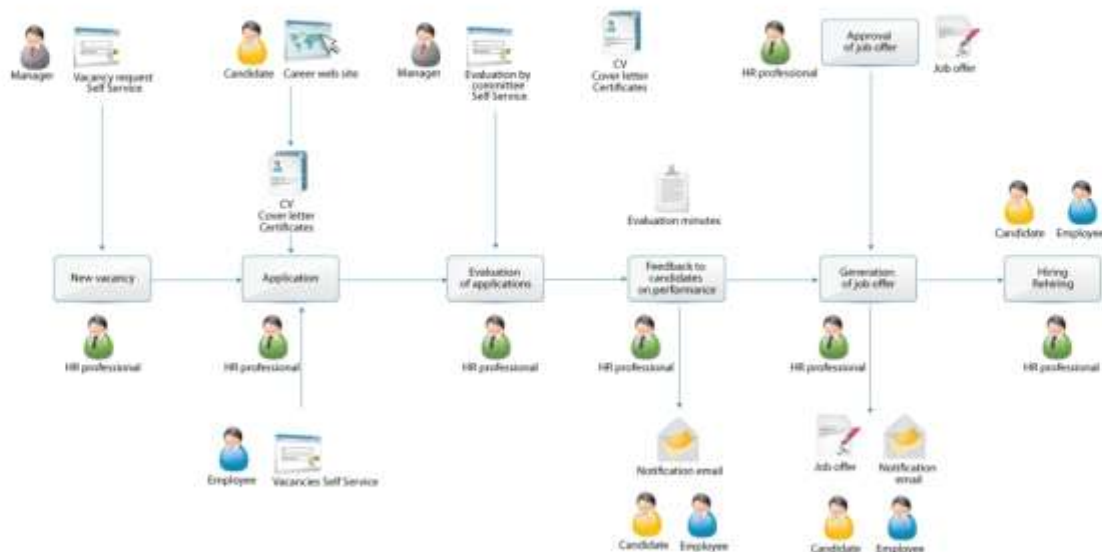 Manager
Vacancy request
Self Service
Candidate
Career web site
Manager
Evaluation by
committee
Self Service
CV
Cover letter
Certificates
HR professional
Approval
of job offer
Job offer
CV
Cover letter
Certificates
Evaluation minutes
Candidate
Employee
New vacancy
Application
Evaluation
of applications
Feedback to
candidates
on performance
Generation
of job offer
Hiring
Rehiring
HR professional
HR professional
HR professional
HR professional
HR professional
HR professional
Employee
Vacancies Self Service
Notification email
Candidate
Employee
Job offer
Notification
email
Candidate
Employee